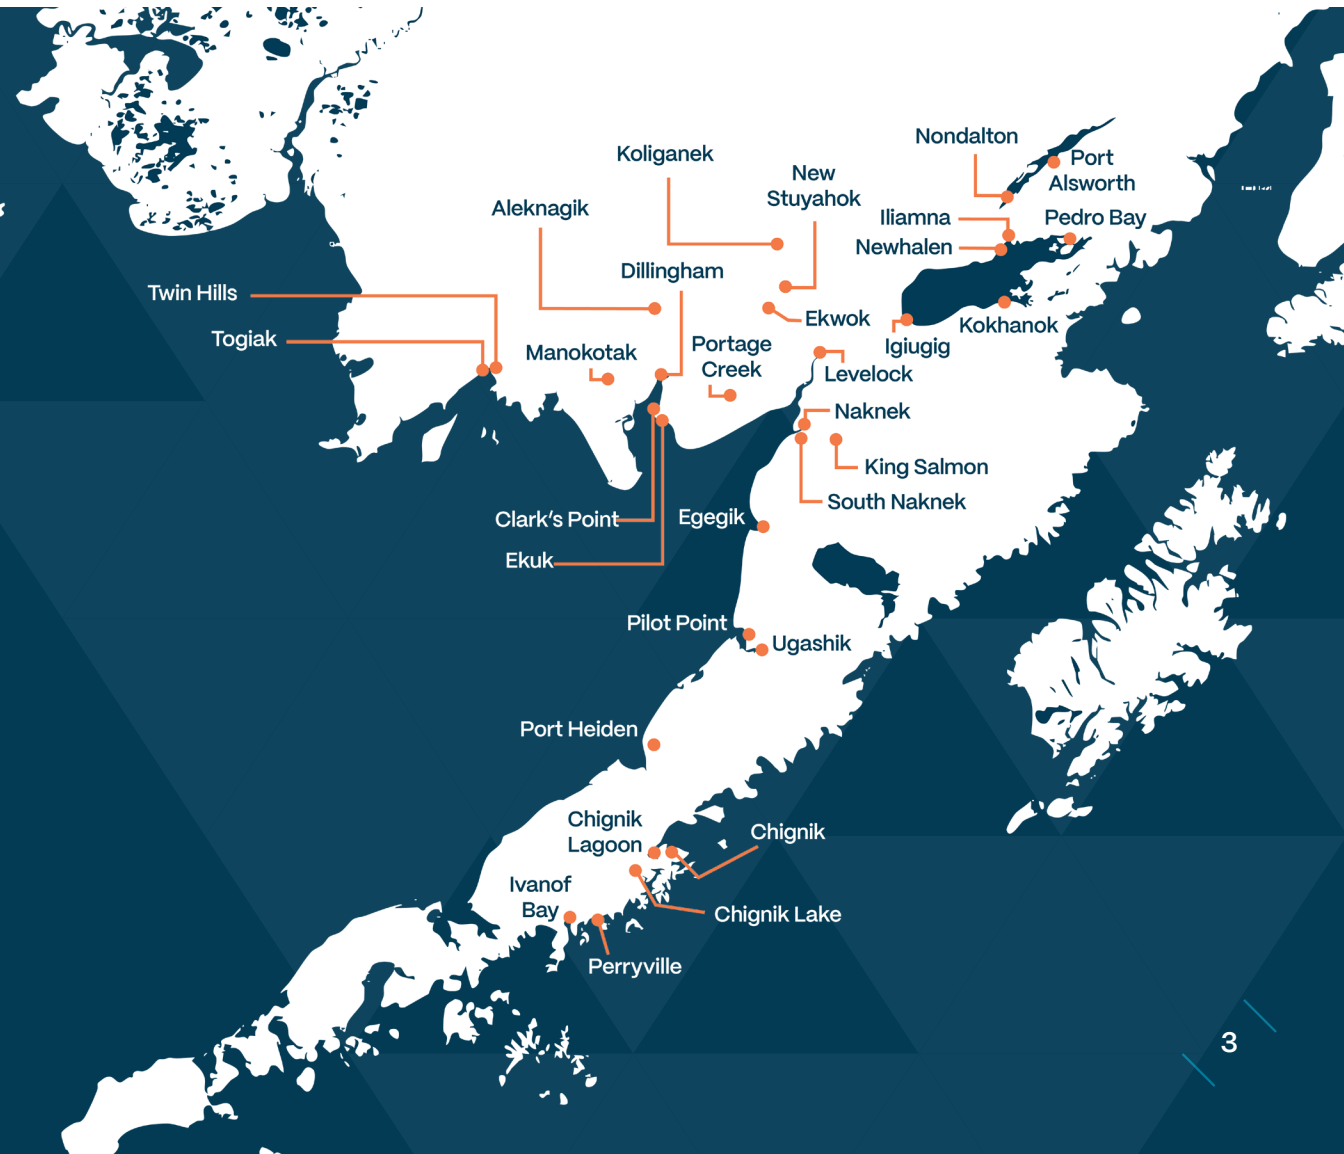 Nondalton
Koliganek
Port
Alsworth
New
Stuyahok
Aleknagik
Iliamna
Pedro Bay
Newhalen
Dillingham
Twin Hills
Ekwok
Kokhanok
Togiak
Igiugig
Manokotak
Portage
Creek
Levelock
Naknek
King Salmon
South Naknek
Clark’s Point
Egegik
Ekuk
Pilot Point
Ugashik
Port Heiden
Chignik
Lagoon
Chignik
Ivanof
Bay
Chignik Lake
Perryville
3